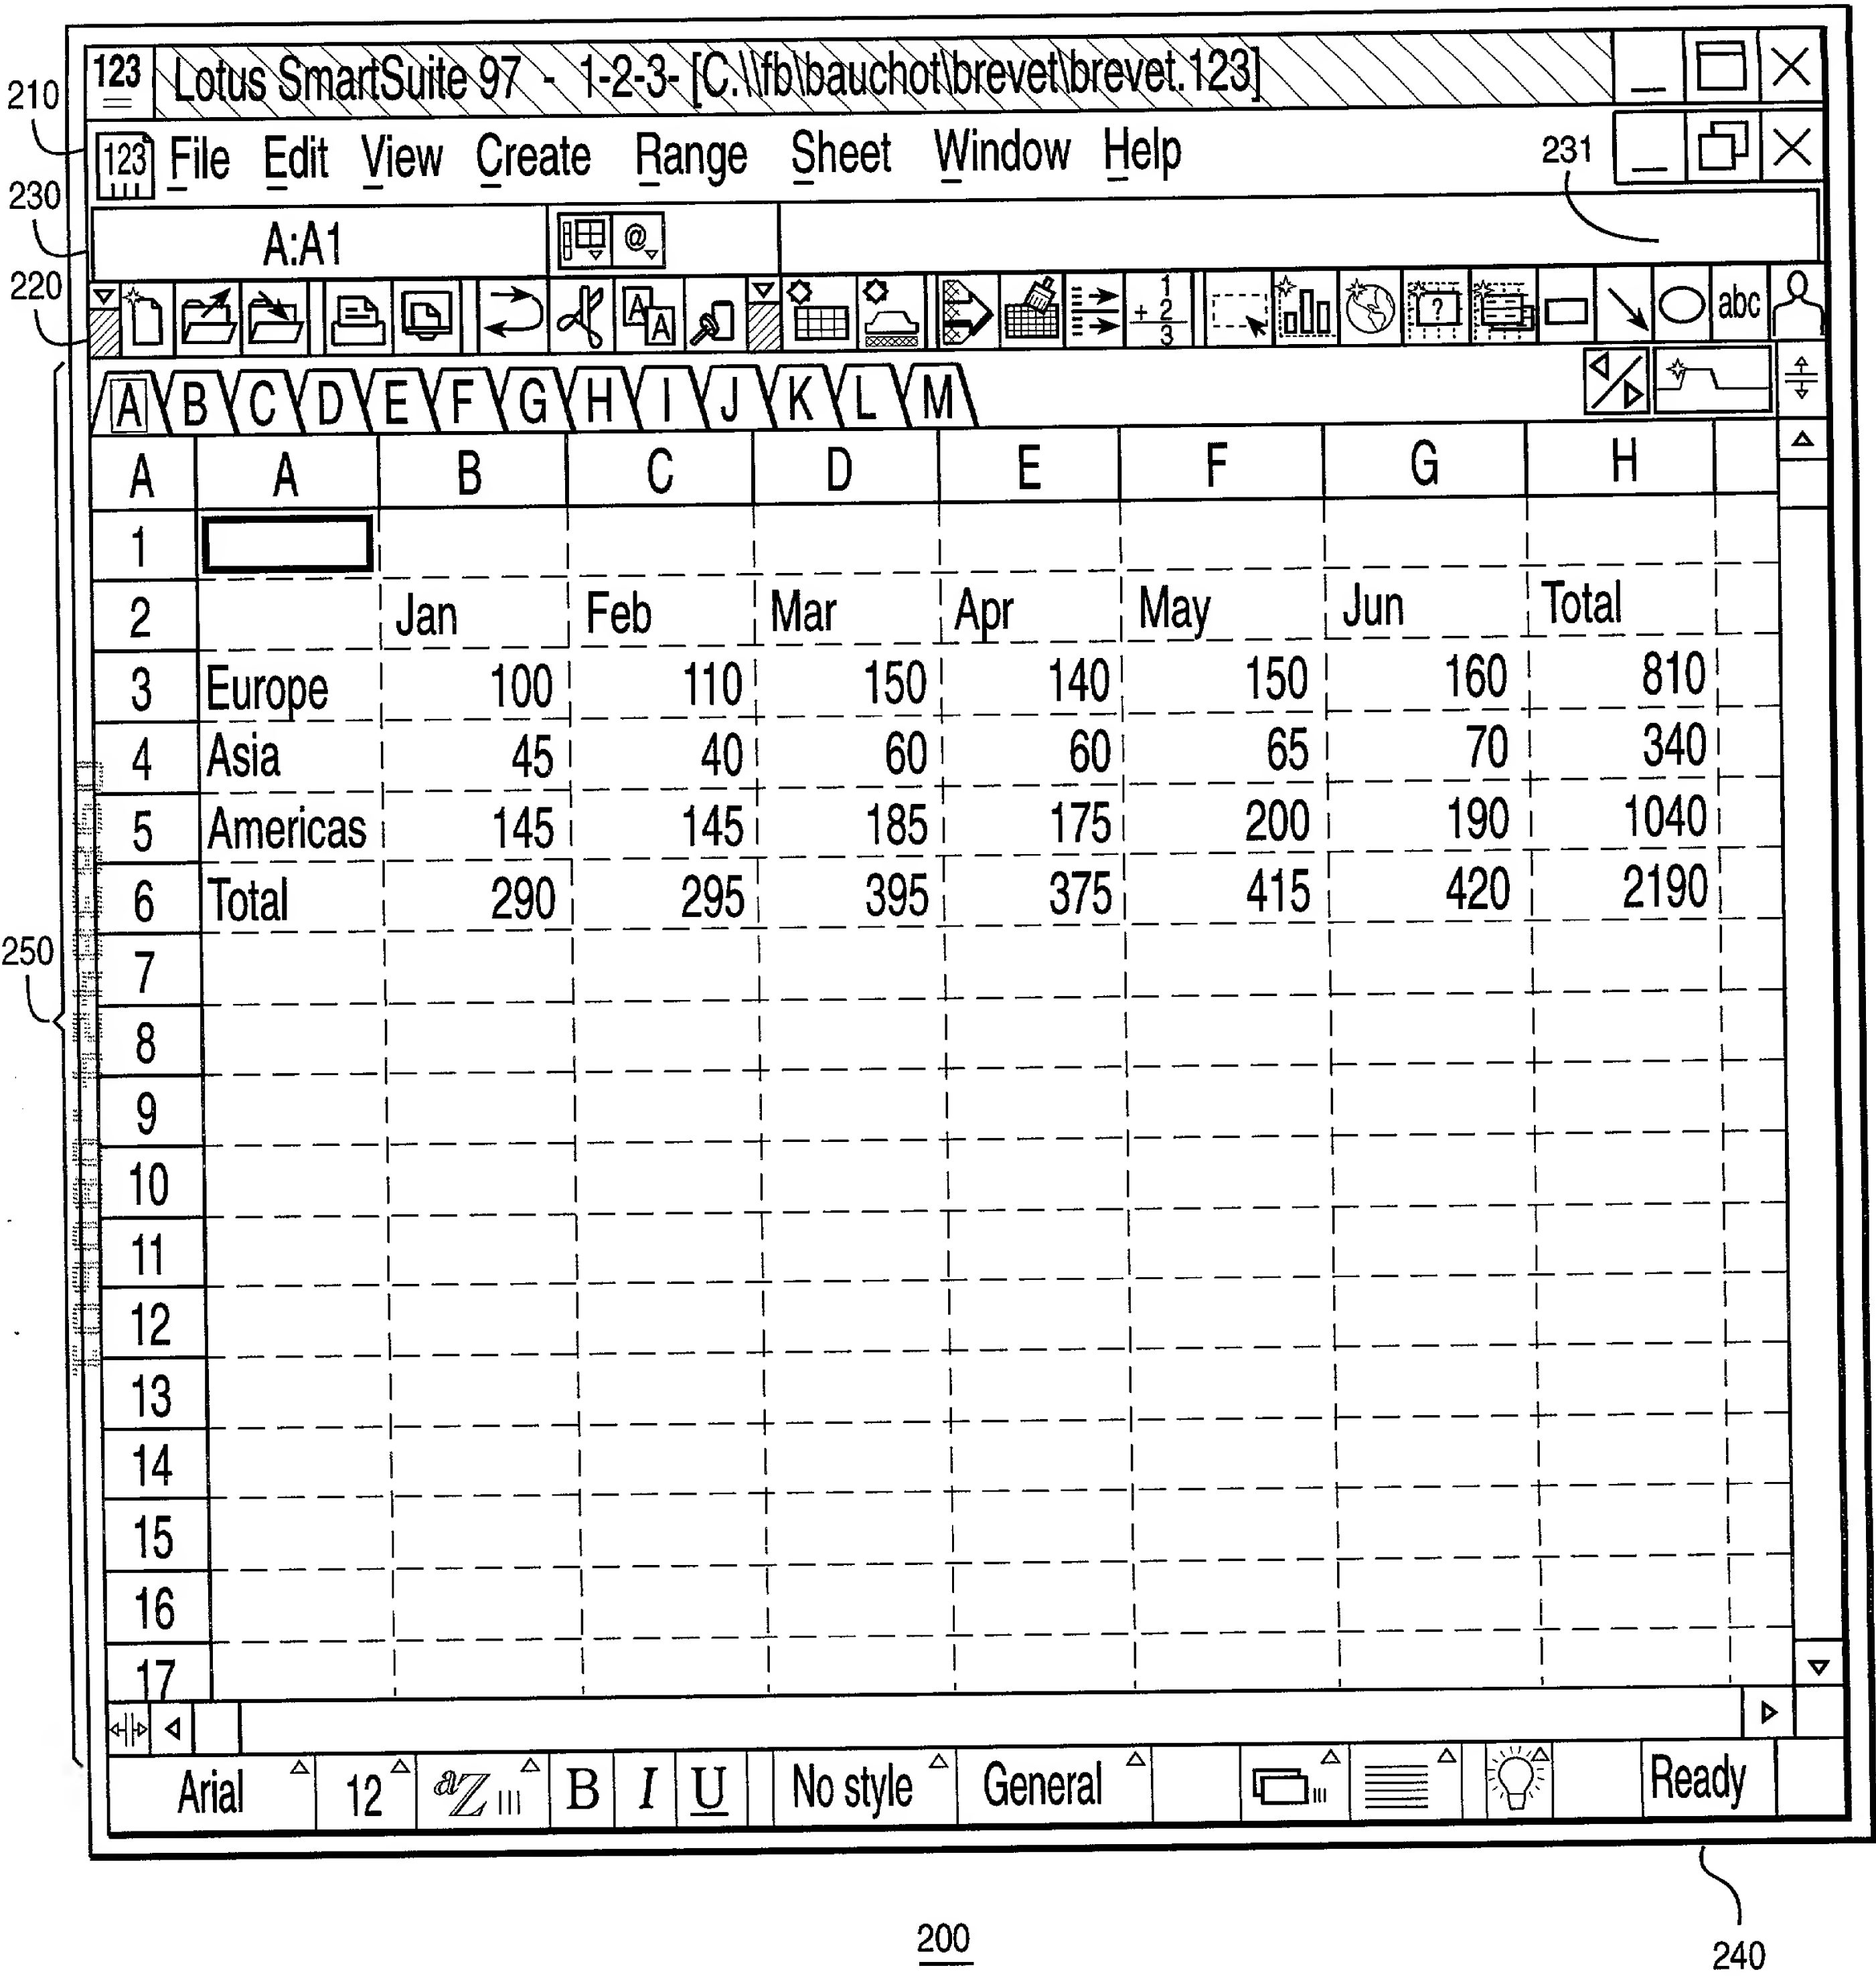 123 Lotus SmartSuite 97 - 1-2-3- [C.\\fb\bauchot\brevet\brevet.123]
210
123 File Edit View Create Range Sheet Window Help 231
230
A:A1 @
220
1 + 2 3 ? abc
A A
A B C D E F G H I J K L M
A A B C D E F G H
1
2 Jan Feb Mar Apr May Jun Total
3 Europe 100 110 150 140 150 160 810
4 Asia 45 40 60 60 65 70 340
5 Americas 145 145 185 175 200 190 1040
6 Total 290 295 395 375 415 420 2190
250
7
8
9
10
11
12
13
14
15
16
17
Arial 12 aZ B I U No style General Ready
200
240